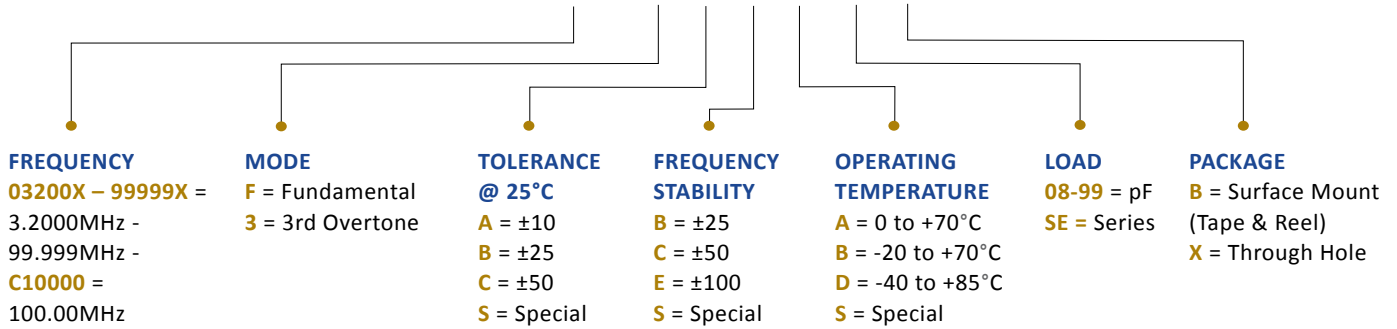 FREQUENCY
03200X – 99999X =
3.2000MHz -
99.999MHz -
C10000 =
100.00MHz
MODE
F = Fundamental
3 = 3rd Overtone
TOLERANCE
@ 25°C
A = ±10
B = ±25
C = ±50
S = Special
FREQUENCY
STABILITY
B = ±25
C = ±50
E = ±100
S = Special
OPERATING
TEMPERATURE
A = 0 to +70°C
B = -20 to +70°C
D = -40 to +85°C
S = Special
LOAD
08-99 = pF
SE = Series
PACKAGE
B = Surface Mount
(Tape & Reel)
X = Through Hole